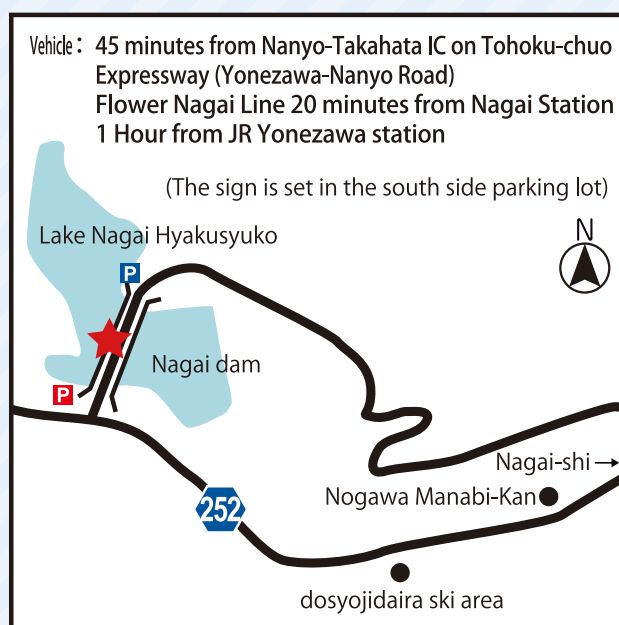 Vehicle: 45 minutes from Nanyo-Takahata IC on Tohoku-chuo
Expressway (Yonezawa-Nanyo Road)
Flower Nagai Line 20 minutes from Nagai Station
1 Hour from JR Yonezawa station
(The sign is set in the south side parking lot)
N
Lake Nagai Hyakusyuko
P
Nagai dam
P
Nagai-shi →
Nogawa Manabi-Kan
252
dosyojidaira ski area